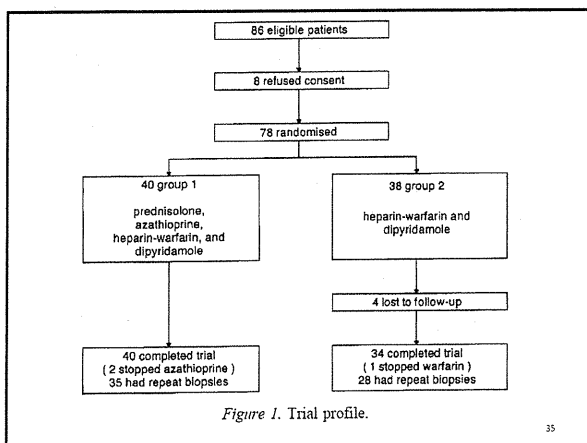 86 eligible patients
8 refused consent
78 randomised
40 group 1
prednisolone,
azathioprine,
heparin-warfarin, and
dipyridamole
38 group 2
heparin-warfarin and
dipyridamole
4 lost to follow-up
40 completed trial
( 2 stopped azathioprine )
35 had repeat biopsies
34 completed trial
( 1 stopped warfarin )
28 had repeat biopsies
Figure 1. Trial profile.
35